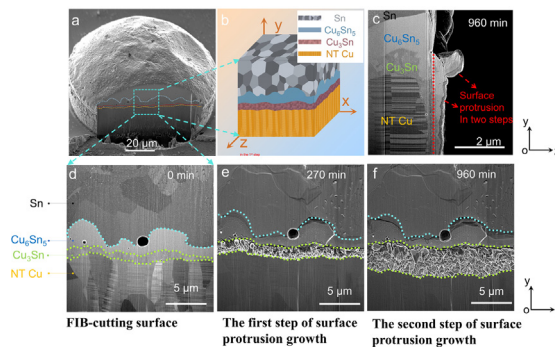 a
20 μm
b
Sn
Cu6Sn5
Cu3Sn
NT Cu
y
x
z
c
960 min
Sn
Cu6Sn5
Cu3Sn
NT Cu
Surface
protrusion
In two steps
2 μm
y
o
d
0 min
Sn
Cu6Sn5
Cu3Sn
NT Cu
5 μm
e
270 min
5 μm
f
960 min
5 μm
y
o
x
FIB-cutting surface
The first step of surface
protrusion growth
The second step of surface
protrusion growth